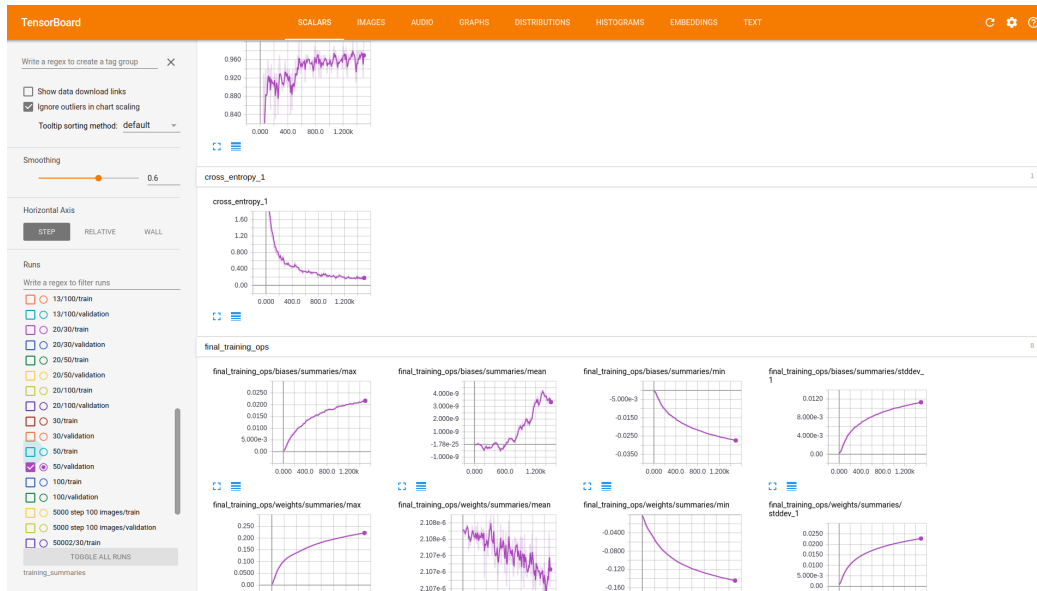 TensorBoard SCALARS IMAGES AUDIO GRAPHS DISTRIBUTIONS HISTOGRAMS EMBEDDINGS TEXT
Write a regex to create a tag group
Show data download links
Ignore outliers in chart scaling
Tooltip sorting method: default
Smoothing
0.6
Horizontal Axis
STEP RELATIVE WALL
Runs
Write a regex to filter runs
13/100/train
13/100/validation
20/30/train
20/30/validation
20/50/train
20/50/validation
20/100/train
20/100/validation
30/train
30/validation
50/train
50/validation
100/train
100/validation
5000 step 100 images/train
5000 step 100 images/validation
50002/30/train
TOGGLE ALL RUNS
training_summaries
0.960
0.920
0.880
0.840
0.000 400.0 800.0 1.200k
cross_entropy_1 1
cross_entropy_1
1.60
1.20
0.800
0.400
0.00
0.000 400.0 800.0 1.200k
final_training_ops 8
final_training_ops/biases/summaries/max
0.0250
0.0200
0.0150
0.0100
5.000e-3
0.00
0.000 400.0 800.0 1.200k
final_training_ops/biases/summaries/mean
4.000e-9
3.000e-9
2.000e-9
1.000e-9
-1.78e-25
-1.000e-9
0.000 600.0 1.200k
final_training_ops/biases/summaries/min
-5.000e-3
-0.0150
-0.0250
-0.0350
0.000 400.0 800.0 1.200k
final_training_ops/biases/summaries/stddev_
1
0.0120
8.000e-3
4.000e-3
0.00
0.000 400.0 800.0 1.200k
final_training_ops/weights/summaries/max
0.250
0.200
0.150
0.100
0.0500
0.00
final_training_ops/weights/summaries/mean
2.108e-6
2.108e-6
2.107e-6
2.107e-6
2.107e-6
2.106e-6
final_training_ops/weights/summaries/min
-0.0400
-0.0800
-0.120
-0.160
final_training_ops/weights/summaries/
stddev_1
0.0250
0.0200
0.0150
0.0100
5.000e-3
0.00